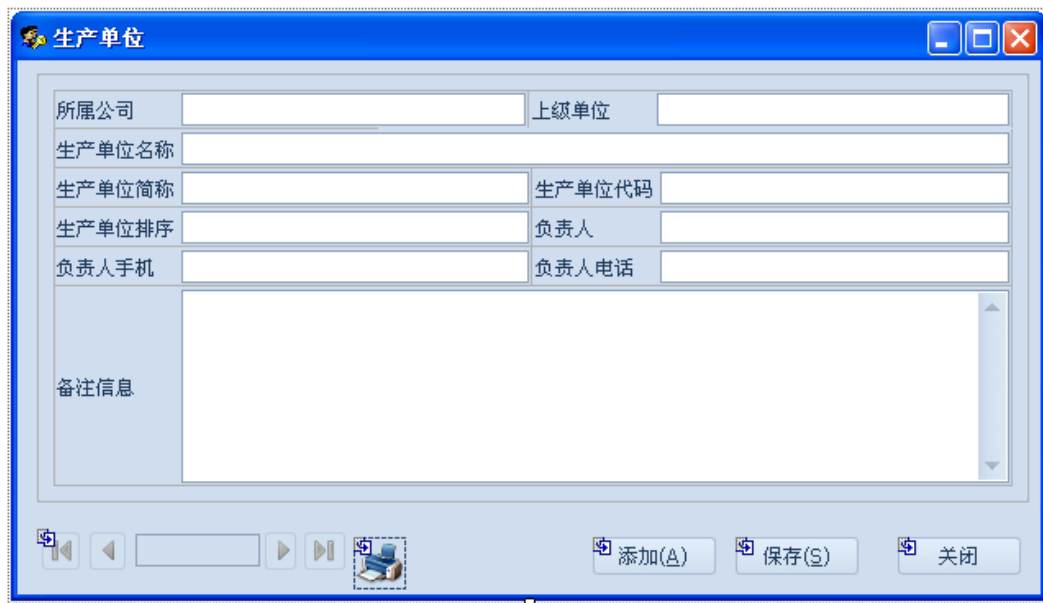 生产单位
所属公司 上级单位
生产单位名称
生产单位简称 生产单位代码
生产单位排序 负责人
负责人手机 负责人电话
备注信息
添加(A) 保存(S) 关闭